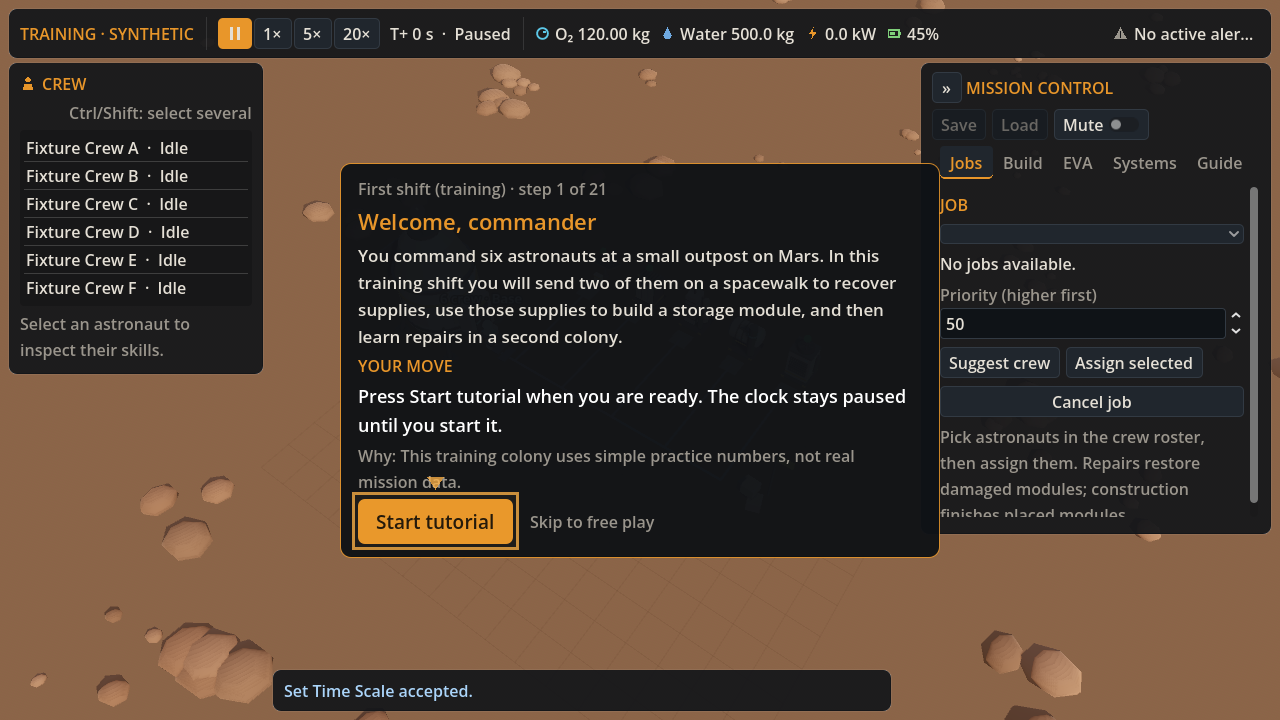 TRAINING · SYNTHETIC
1×
5×
20×
T+ 0 s · Paused
O₂ 120.00 kg
Water 500.0 kg
0.0 kW
45%
No active aler...
CREW
Ctrl/Shift: select several
Fixture Crew A · Idle
Fixture Crew B · Idle
Fixture Crew C · Idle
Fixture Crew D · Idle
Fixture Crew E · Idle
Fixture Crew F · Idle
Select an astronaut to
inspect their skills.
First shift (training) · step 1 of 21
Welcome, commander
You command six astronauts at a small outpost on Mars. In this
training shift you will send two of them on a spacewalk to recover
supplies, use those supplies to build a storage module, and then
learn repairs in a second colony.
YOUR MOVE
Press Start tutorial when you are ready. The clock stays paused
until you start it.
Why: This training colony uses simple practice numbers, not real
mission data.
Start tutorial
Skip to free play
» MISSION CONTROL
Save
Load
Mute
Jobs
Build
EVA
Systems
Guide
JOB
No jobs available.
Priority (higher first)
50
Suggest crew
Assign selected
Cancel job
Pick astronauts in the crew roster,
then assign them. Repairs restore
damaged modules; construction
finishes placed modules.
Set Time Scale accepted.